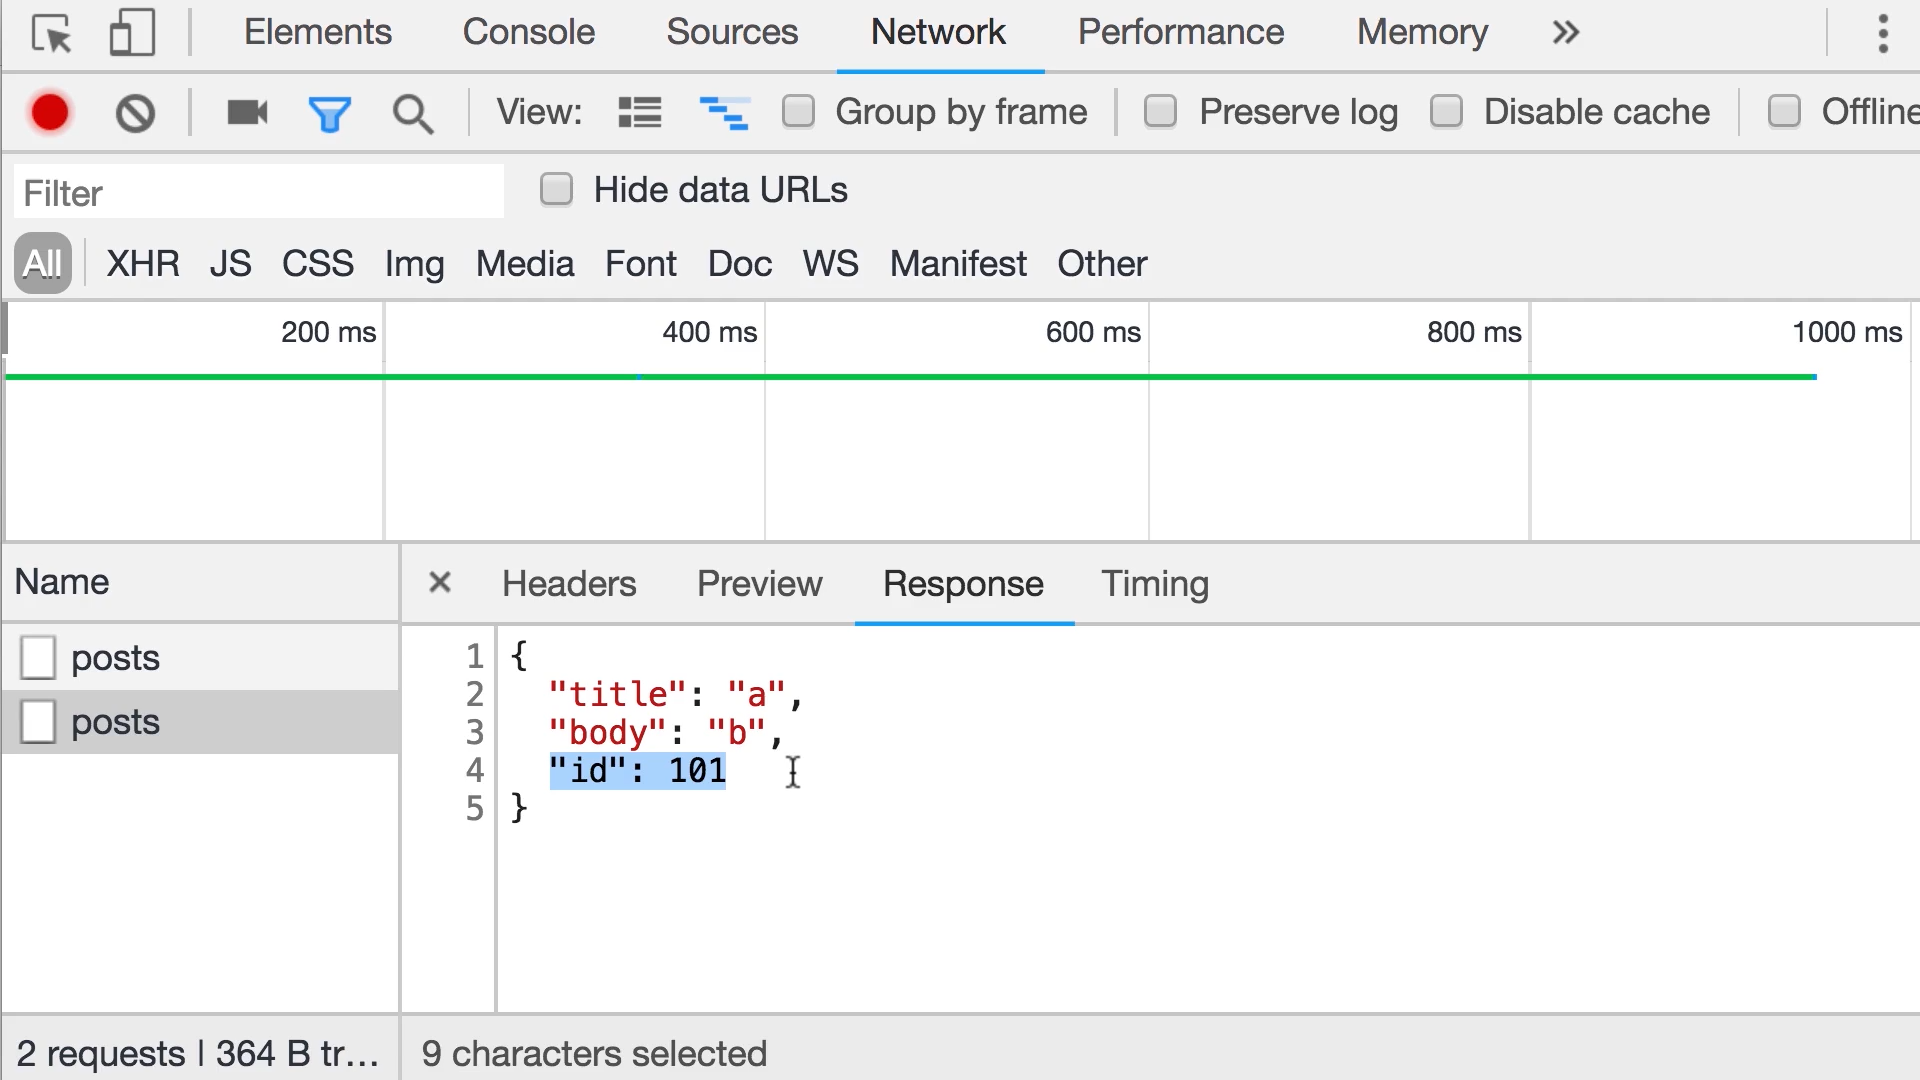 Elements Console Sources Network Performance Memory »
View: Group by frame Preserve log Disable cache Offline
Filter Hide data URLs
All XHR JS CSS Img Media Font Doc WS Manifest Other
200 ms 400 ms 600 ms 800 ms 1000 ms
Name × Headers Preview Response Timing
posts
posts
1 {
2 "title": "a",
3 "body": "b",
4 "id": 101
5 }
2 requests | 364 B tr... 9 characters selected